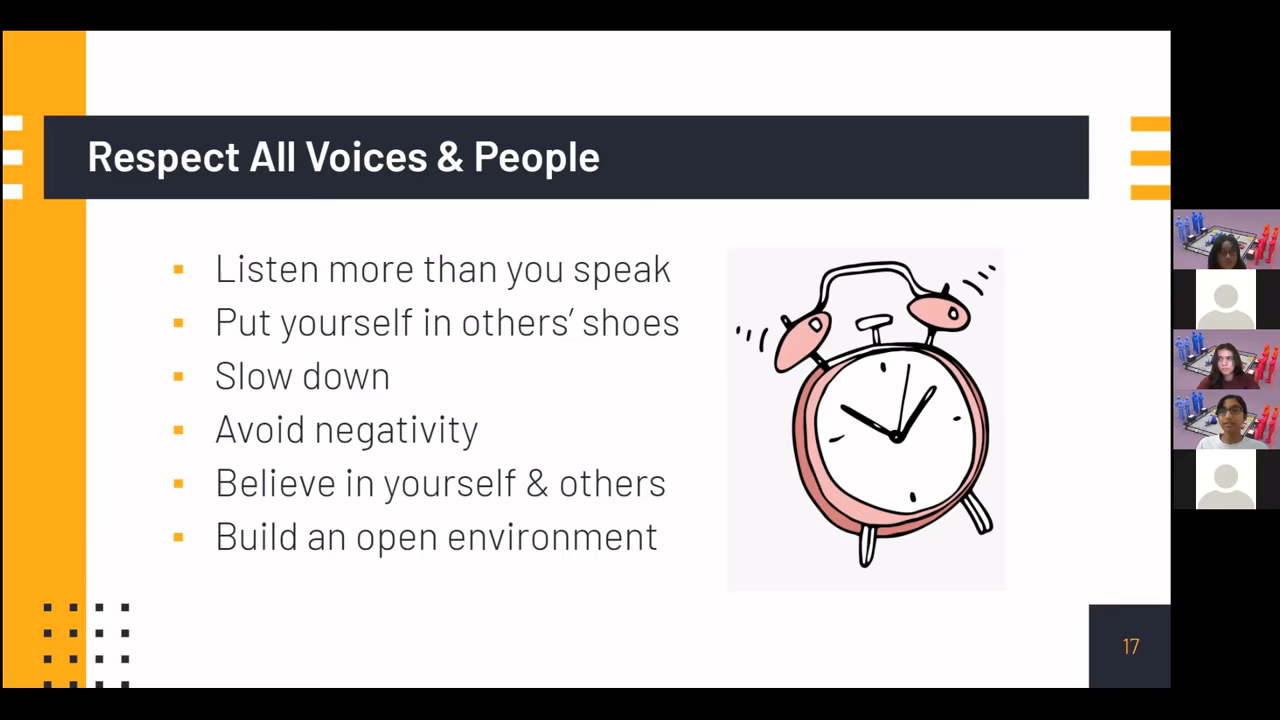 Respect All Voices & People
Listen more than you speak
Put yourself in others’ shoes
Slow down
Avoid negativity
Believe in yourself & others
Build an open environment
17